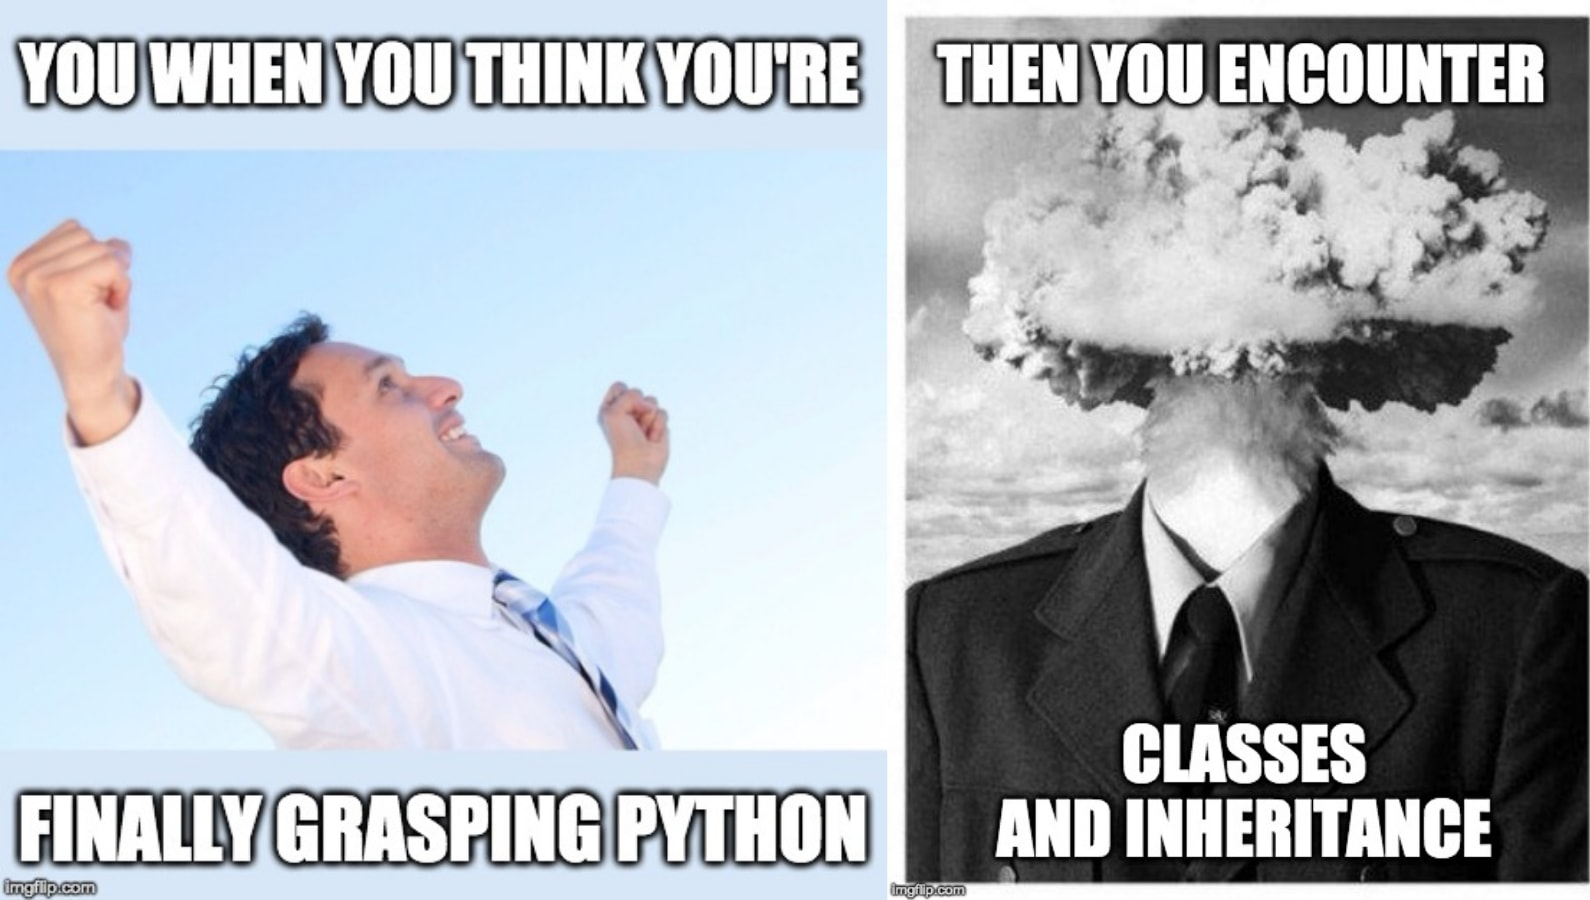 YOU WHEN YOU THINK YOU'RE
FINALLY GRASPING PYTHON
imgflip.com
THEN YOU ENCOUNTER
CLASSES
AND INHERITANCE
imgflip.com